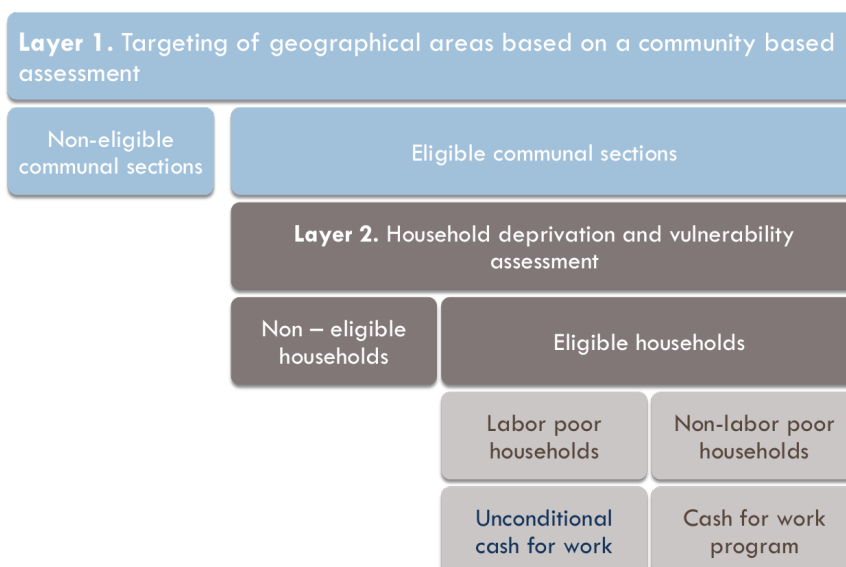 Layer 1. Targeting of geographical areas based on a community based
assessment
Non-eligible
communal sections
Eligible communal sections
Layer 2. Household deprivation and vulnerability
assessment
Non – eligible
households
Eligible households
Labor poor
households
Non-labor poor
households
Unconditional
cash for work
Cash for work
program